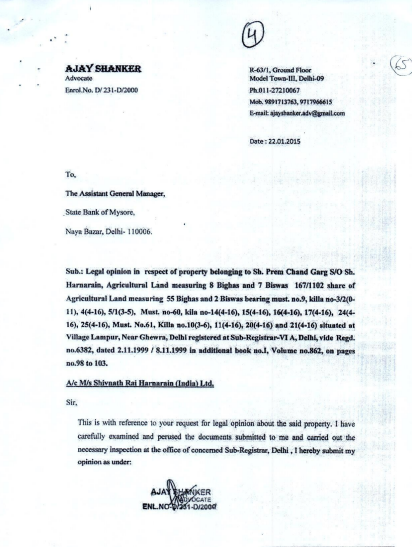 4
65
AJAY SHANKER
Advocate
Enrol.No. D/ 231-D/2000
R-63/1, Ground Floor
Model Town-III, Delhi-09
Ph.011-27210067
Mob. 9891713763, 9717966615
E-mail: ajayshanker.adv@gmail.com
Date : 22.01.2015
To,
The Assistant General Manager,
State Bank of Mysore,
Naya Bazar, Delhi- 110006.
Sub.: Legal opinion in respect of property belonging to Sh. Prem Chand Garg S/O Sh.
Harnarain, Agricultural Land measuring 8 Bighas and 7 Biswas 167/1102 share of
Agricultural Land measuring 55 Bighas and 2 Biswas bearing must. no.9, killa no-3/2(0-
11), 4(4-16), 5/1(3-5), Must. no-60, kila no-14(4-16), 15(4-16), 16(4-16), 17(4-16), 24(4-
16), 25(4-16), Must. No.61, Killa no.10(3-6), 11(4-16), 20(4-16) and 21(4-16) situated at
Village Lampur, Near Ghewra, Delhi registered at Sub-Registrar-VI A, Delhi, vide Regd.
no.6382, dated 2.11.1999 / 8.11.1999 in additional book no.1, Volume no.862, on pages
no.98 to 103.
A/c M/s Shivnath Rai Harnarain (India) Ltd.
Sir,
This is with reference to your request for legal opinion about the said property. I have
carefully examined and perused the documents submitted to me and carried out the
necessary inspection at the office of concerned Sub-Registrar, Delhi , I hereby submit my
opinion as under:
AJAY SHANKER
ADVOCATE
ENL.NO-D/231-D/2000